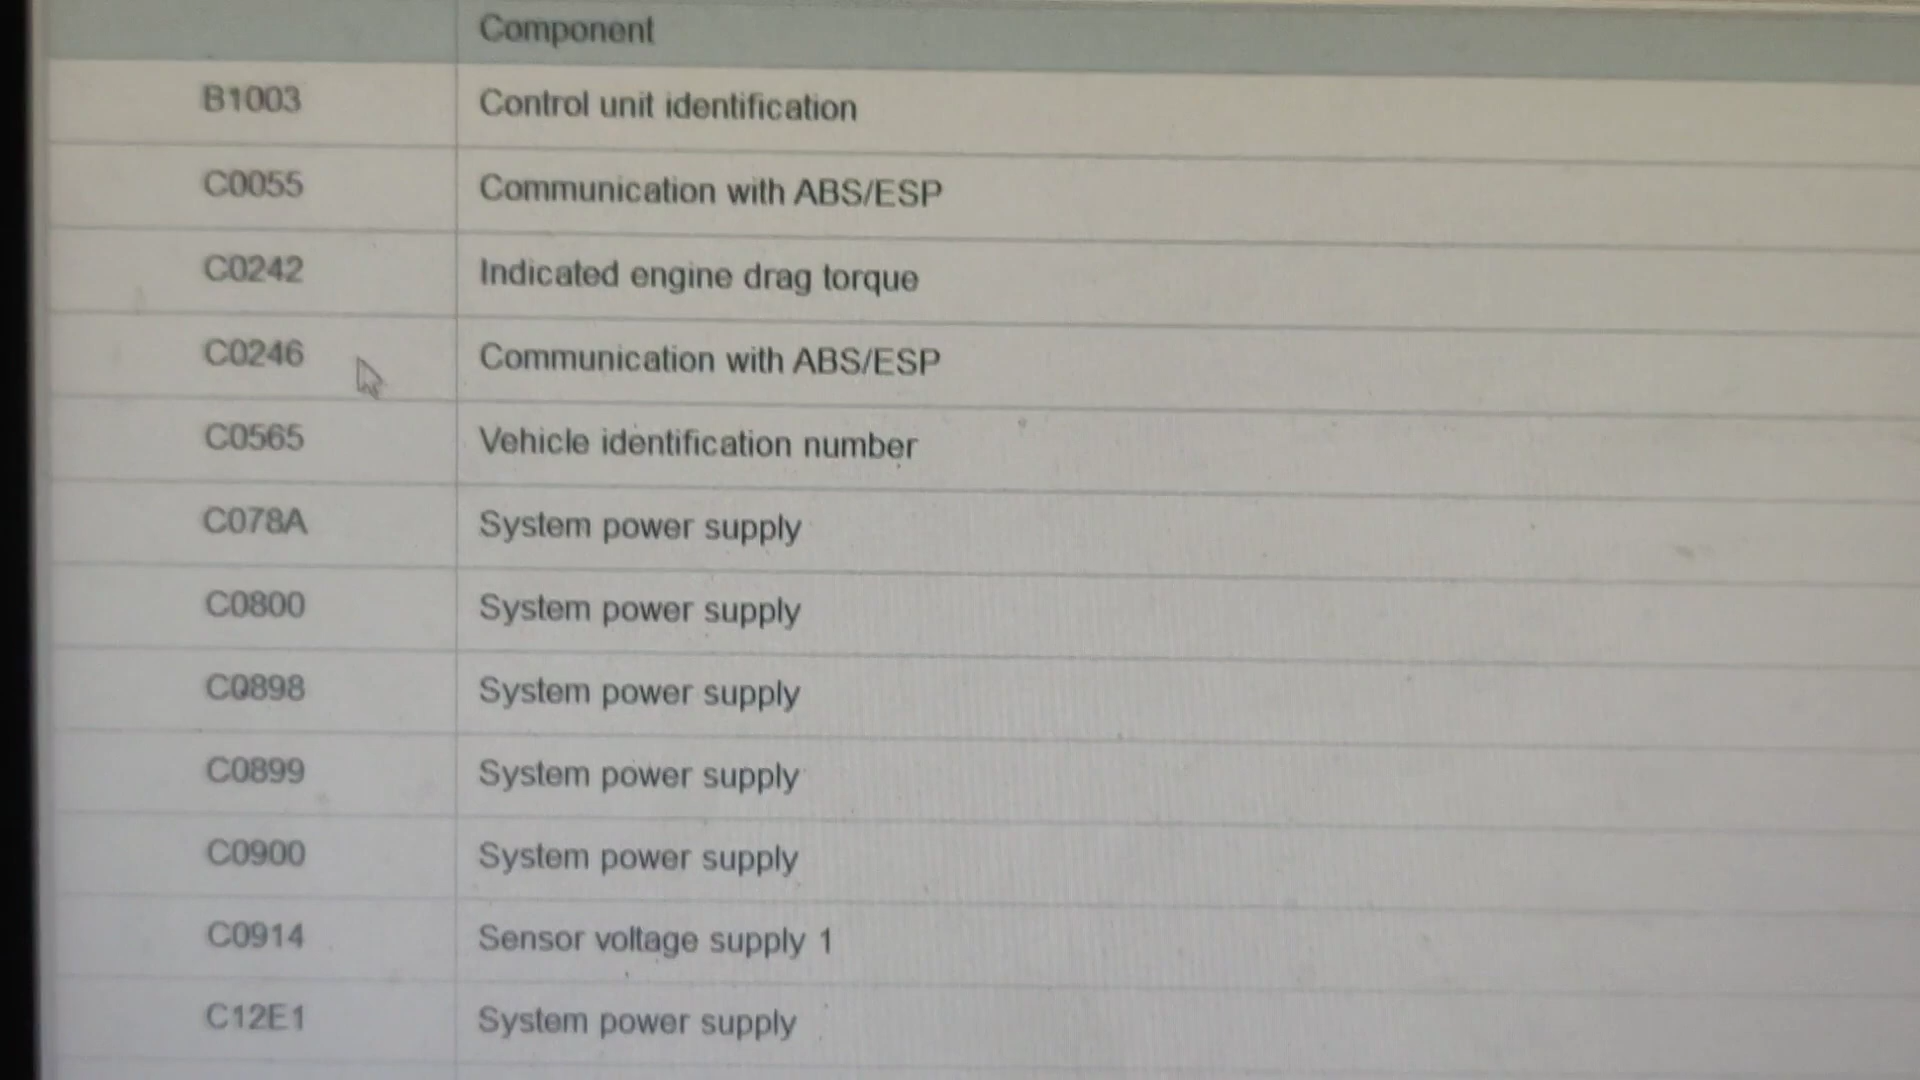 Component
B1003 Control unit identification
C0055 Communication with ABS/ESP
C0242 Indicated engine drag torque
C0246 Communication with ABS/ESP
C0565 Vehicle identification number
C078A System power supply
C0800 System power supply
C0898 System power supply
C0899 System power supply
C0900 System power supply
C0914 Sensor voltage supply 1
C12E1 System power supply